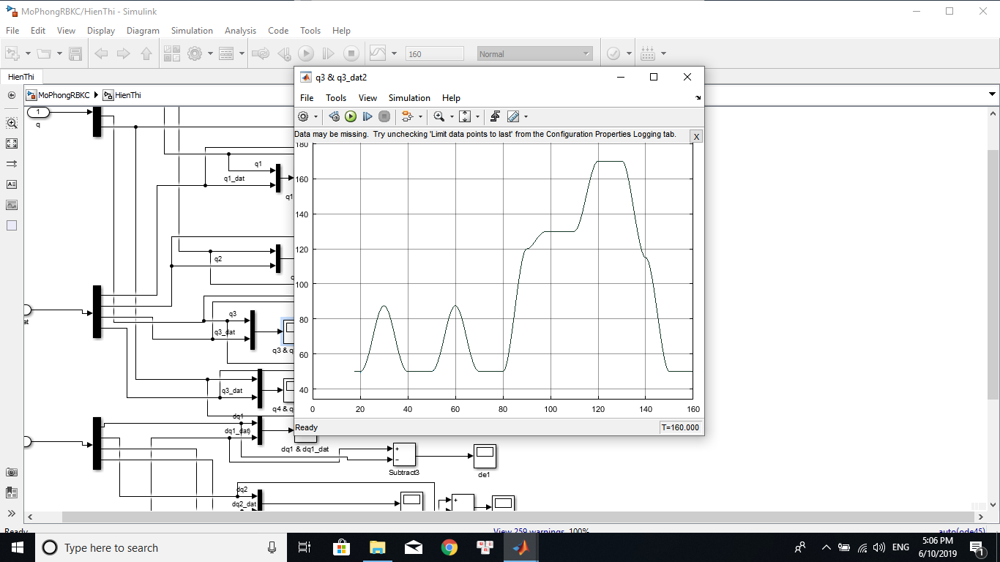 MoPhongRBKC/HienThi - Simulink
File Edit View Display Diagram Simulation Analysis Code Tools Help
160 Normal
HienThi
MoPhongRBKC HienThi
1
q
q1
q1_dat
q1
q2
q3
q3_dat
q3 & q
q3_dat
q4 & q
dq1
dq1_dat
dq1 & dq1_dat
Subtract3
de1
dq2
dq2_dat
q3 & q3_dat2
File Tools View Simulation Help
Data may be missing. Try unchecking 'Limit data points to last' from the Configuration Properties Logging tab.
X
180
160
140
120
100
80
60
40
0 20 40 60 80 100 120 140 160
Ready T=160.000
Ready View 259 warnings 100% auto(ode45)
Type here to search
ENG
5:06 PM
6/10/2019
1